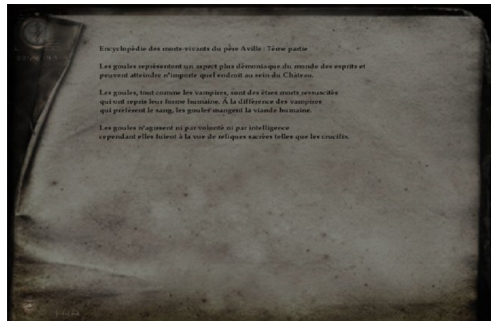 Encyclopédie des morts-vivants du père Avilla : 7ème partie
Les goules représentent un aspect plus démoniaque du monde des esprits et
peuvent atteindre n'importe quel endroit au sein du Château.
Les goules, tout comme les vampires, sont des êtres morts ressuscités
qui ont repris leur forme humaine. À la différence des vampires
qui préfèrent le sang, les goules mangent la viande humaine.
Les goules n'agissent ni par volonté ni par intelligence
cependant elles fuient à la vue de reliques sacrées telles que les crucifix.